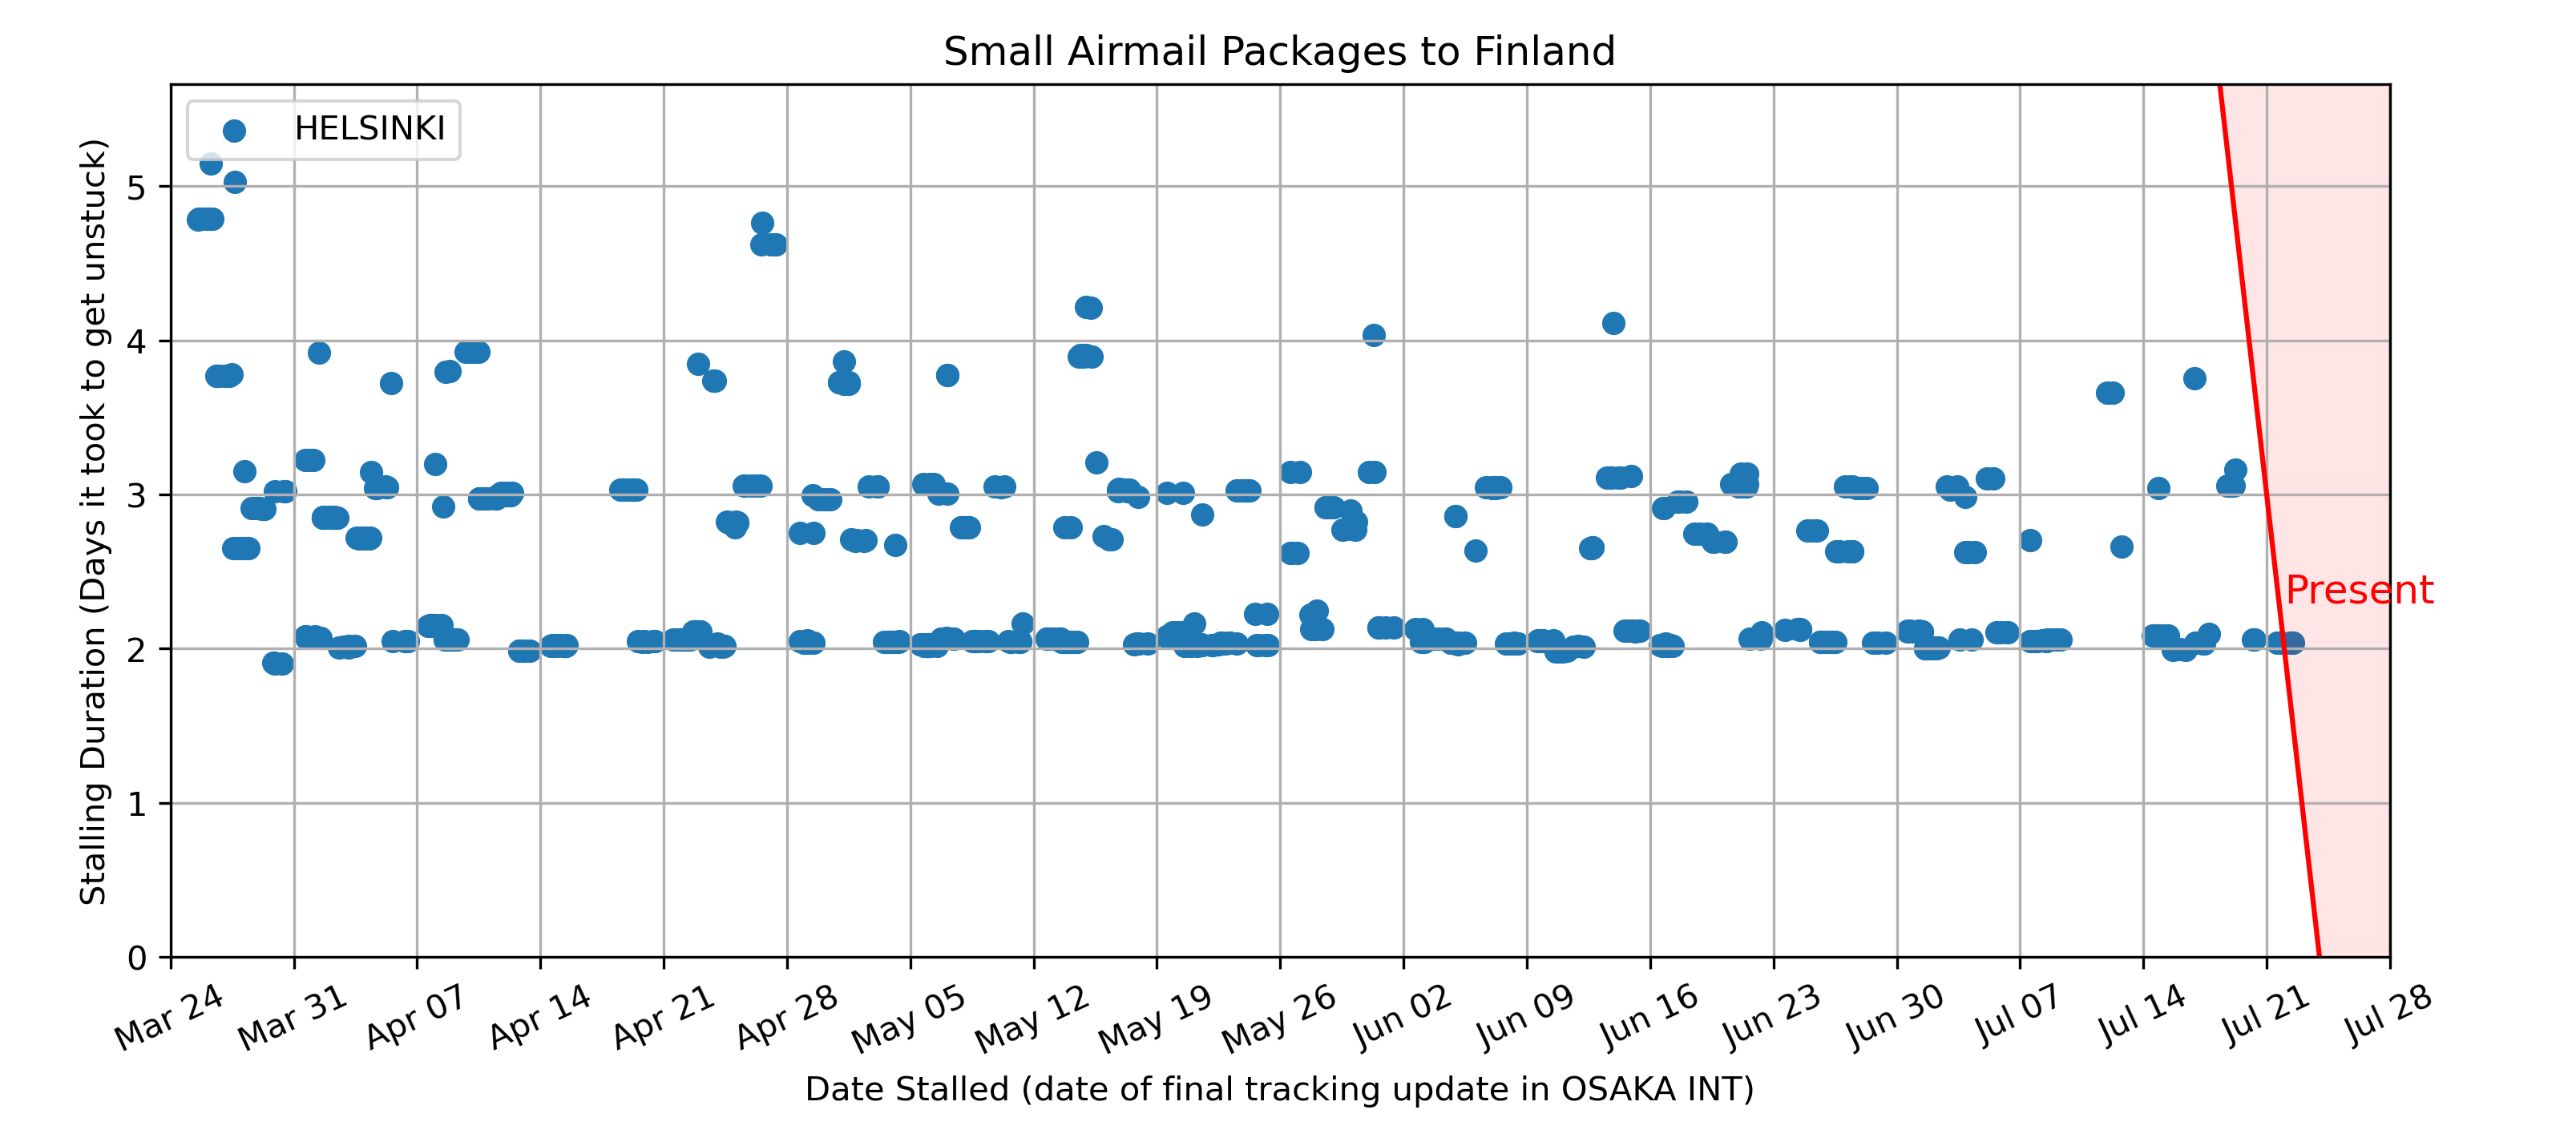 Small Airmail Packages to Finland
HELSINKI
Stalling Duration (Days it took to get unstuck)
5
4
3
2
1
0
Present
Mar 24
Mar 31
Apr 07
Apr 14
Apr 21
Apr 28
May 05
May 12
May 19
May 26
Jun 02
Jun 09
Jun 16
Jun 23
Jun 30
Jul 07
Jul 14
Jul 21
Jul 28
Date Stalled (date of final tracking update in OSAKA INT)